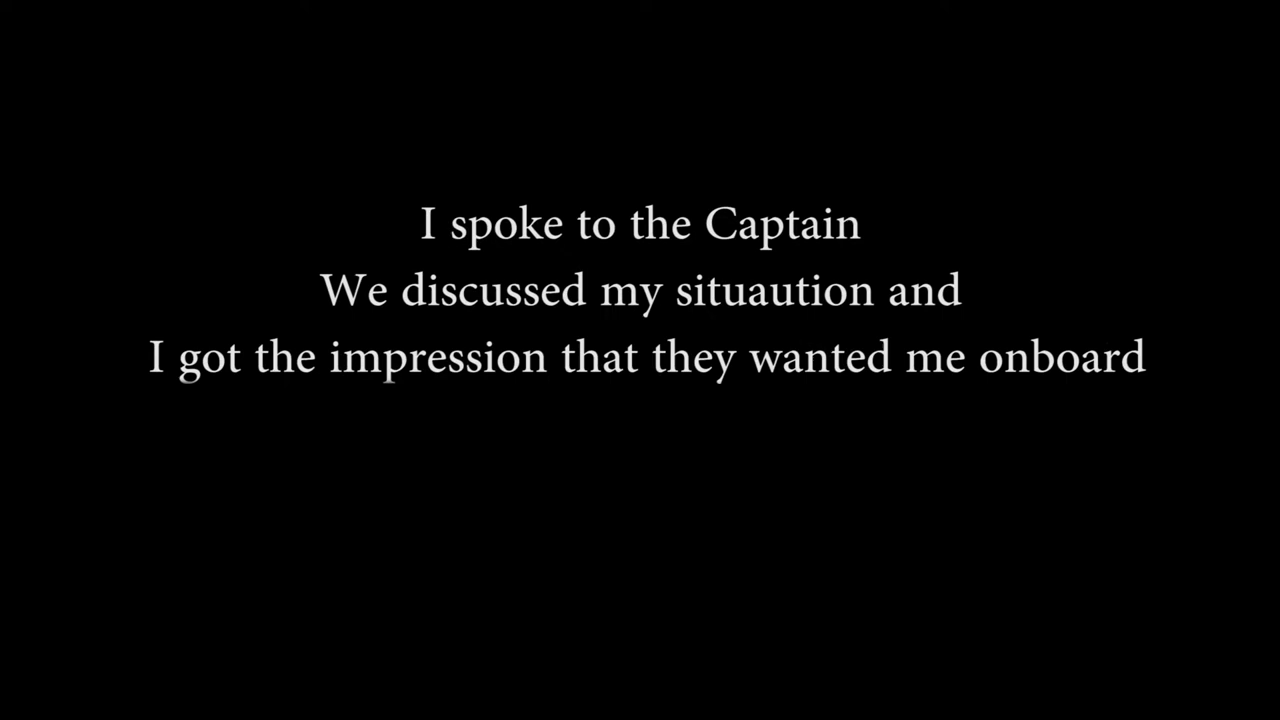 I spoke to the Captain
We discussed my situaution and
I got the impression that they wanted me onboard